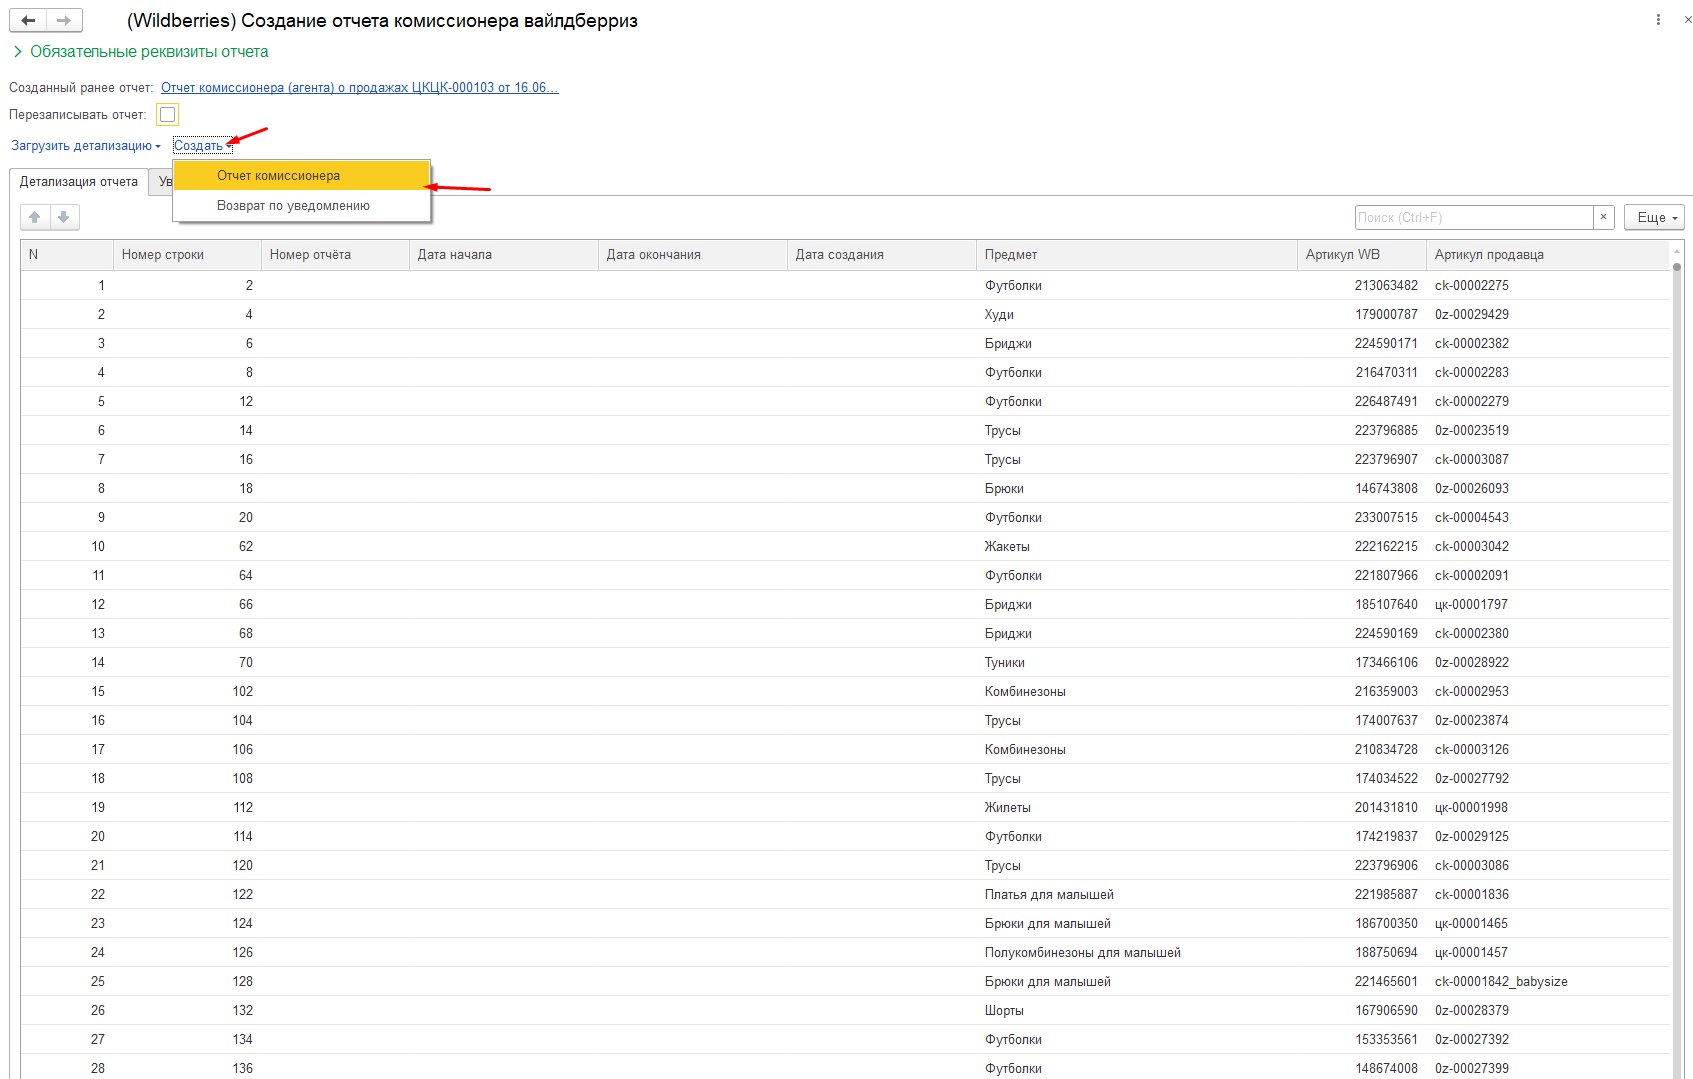 (Wildberries) Создание отчета комиссионера вайлдберриз
Обязательные реквизиты отчета
Созданный ранее отчет: Отчет комиссионера (агента) о продажах ЦКЦК-000103 от 16.06...
Перезаписывать отчет:
Загрузить детализацию Создать
Отчет комиссионера
Возврат по уведомлению
Детализация отчета Ув
Поиск (Ctrl+F) × Еще
N Номер строки Номер отчёта Дата начала Дата окончания Дата создания Предмет Артикул WB Артикул продавца
1 2 Футболки 213063482 ck-00002275
2 4 Худи 179000787 0z-00029429
3 6 Бриджи 224590171 ck-00002382
4 8 Футболки 216470311 ck-00002283
5 12 Футболки 226487491 ck-00002279
6 14 Трусы 223796885 0z-00023519
7 16 Трусы 223796907 ck-00003087
8 18 Брюки 146743808 0z-00026093
9 20 Футболки 233007515 ck-00004543
10 62 Жакеты 222162215 ck-00003042
11 64 Футболки 221807966 ck-00002091
12 66 Бриджи 185107640 цк-00001797
13 68 Бриджи 224590169 ck-00002380
14 70 Туники 173466106 0z-00028922
15 102 Комбинезоны 216359003 ck-00002953
16 104 Трусы 174007637 0z-00023874
17 106 Комбинезоны 210834728 ck-00003126
18 108 Трусы 174034522 0z-00027792
19 112 Жилеты 201431810 цк-00001998
20 114 Футболки 174219837 0z-00029125
21 120 Трусы 223796906 ck-00003086
22 122 Платья для малышей 221985887 ck-00001836
23 124 Брюки для малышей 186700350 цк-00001465
24 126 Полукомбинезоны для малышей 188750694 цк-00001457
25 128 Брюки для малышей 221465601 ck-00001842_babysize
26 132 Шорты 167906590 0z-00028379
27 134 Футболки 153353561 0z-00027392
28 136 Футболки 148674008 0z-00027399